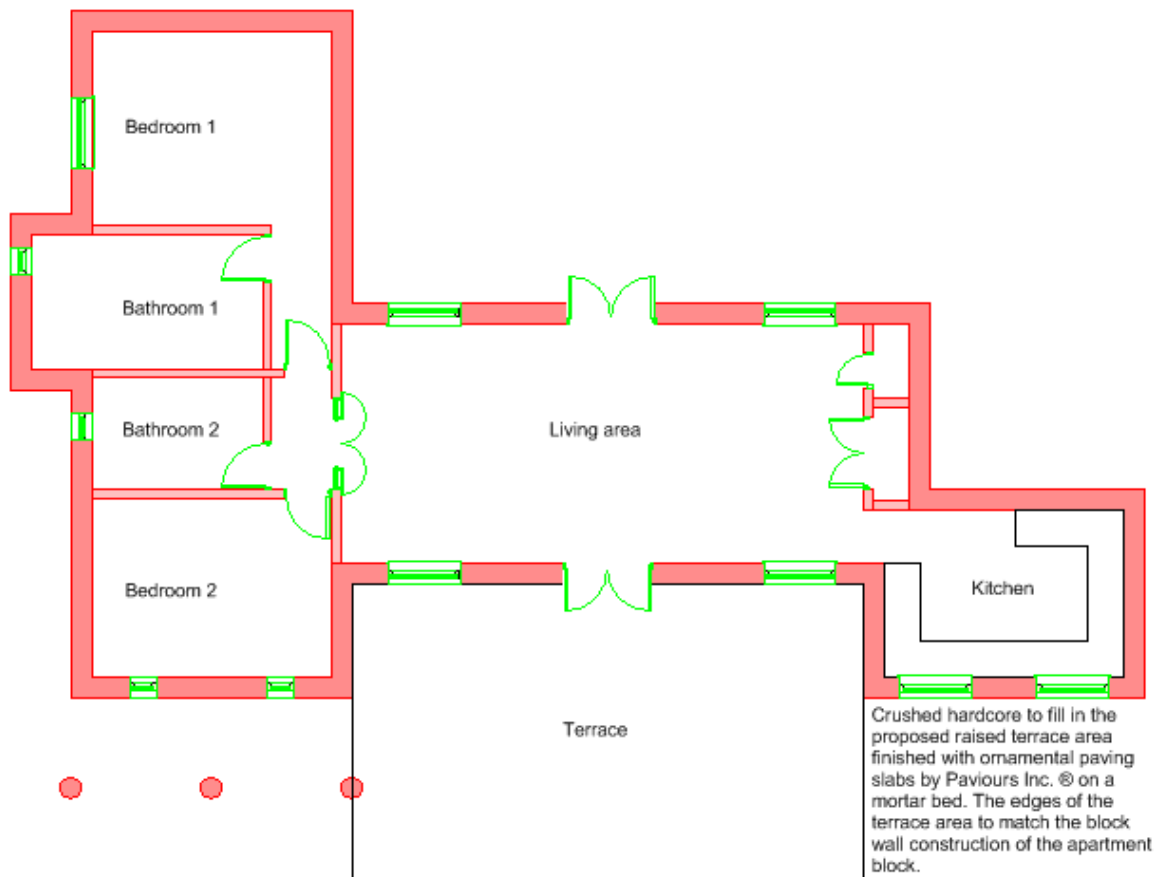 Bedroom 1
Bathroom 1
Bathroom 2
Living area
Bedroom 2
Kitchen
Terrace
Crushed hardcore to fill in the
proposed raised terrace area
finished with ornamental paving
slabs by Paviours Inc. ® on a
mortar bed. The edges of the
terrace area to match the block
wall construction of the apartment
block.